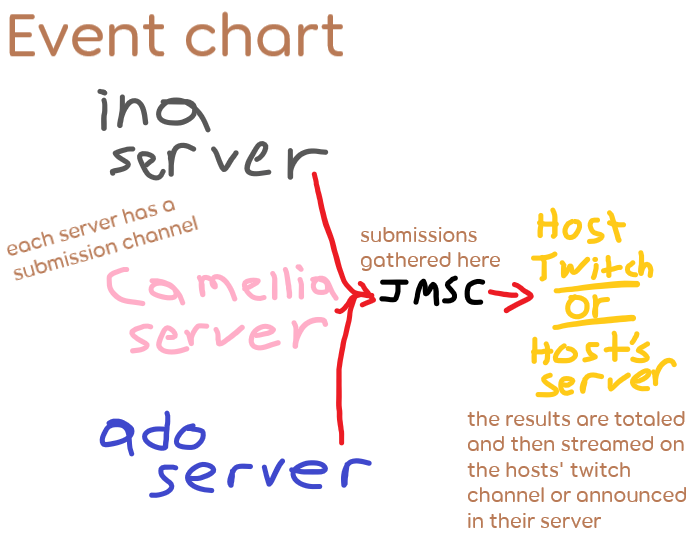 Event chart
ina
server
each server has a
submission channel
Camellia
server
ado
server
submissions
gathered here
JMSC
Host
Twitch
or
Host's
server
the results are totaled
and then streamed on
the hosts' twitch
channel or announced
in their server